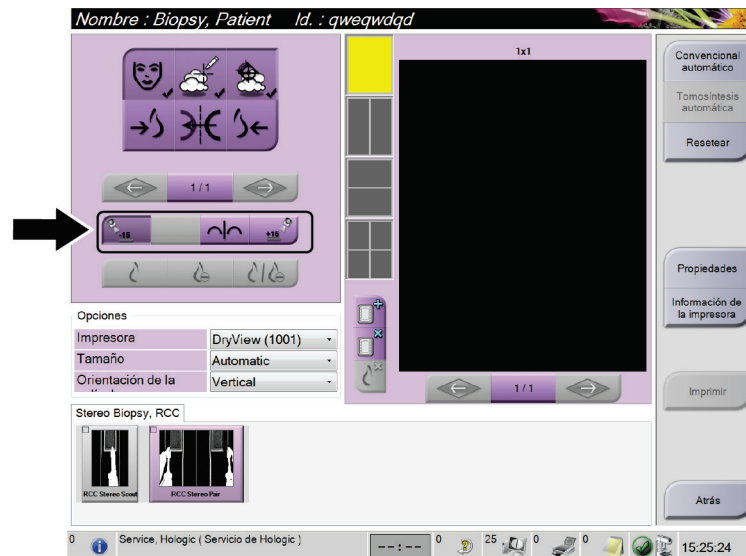 Nombre : Biopsy, Patient Id. : qweqwdqd
1/1
-15
+15
Opciones
Impresora DryView (1001)
Tamaño Automatic
Orientación de la Vertical
1x1
1/1
Convencional
automático
Tomosíntesis
automática
Resetear
Propiedades
Información de
la impresora
Imprimir
Atrás
Stereo Biopsy, RCC
RCC Stereo Scout
RCC Stereo Pair
0 Service, Hologic ( Servicio de Hologic ) --:-- 0 25 0 0 15:25:24